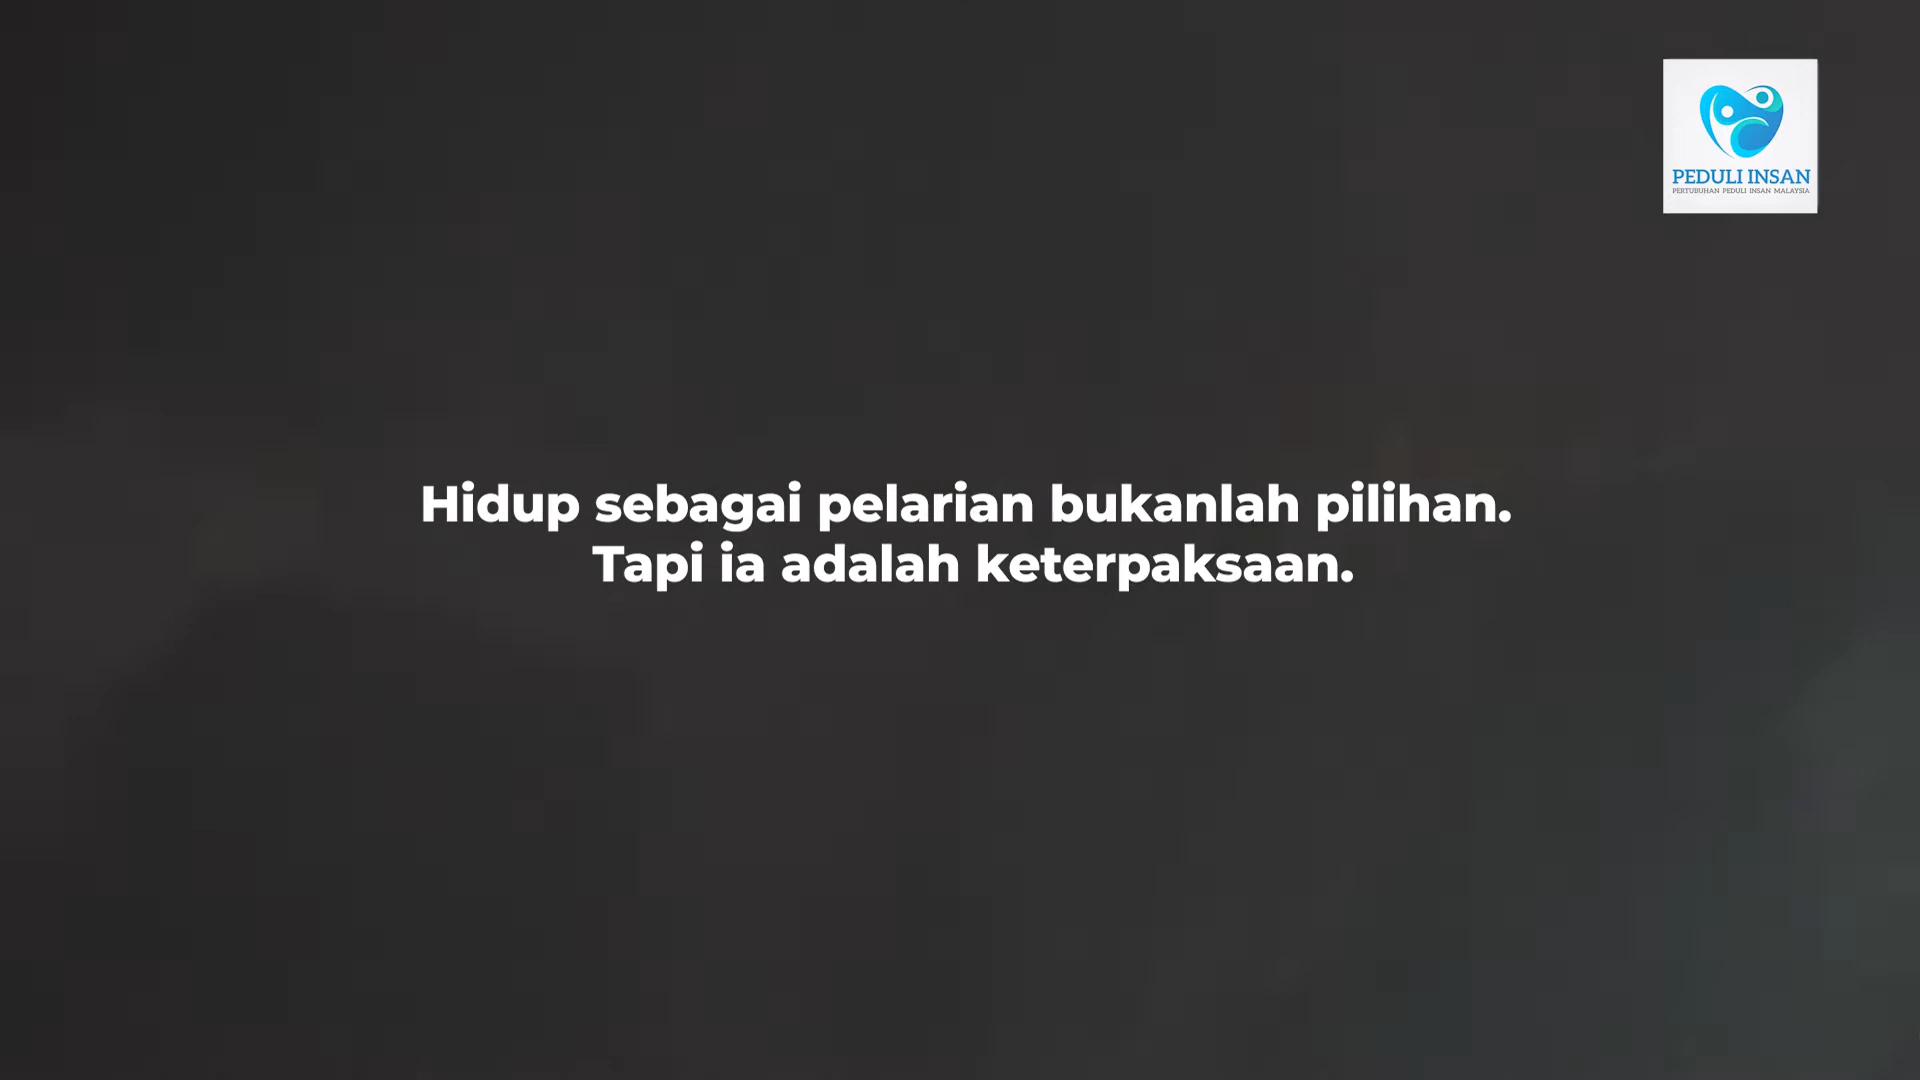 PEDULI INSAN
PERTUBUHAN PEDULI INSAN MALAYSIA
Hidup sebagai pelarian bukanlah pilihan.
Tapi ia adalah keterpaksaan.